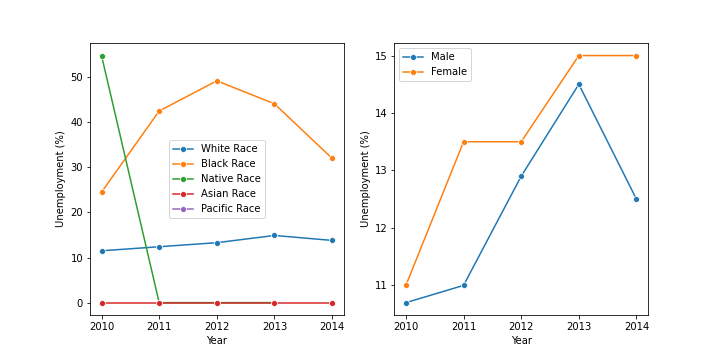 50
40
30
20
10
0
Unemployment (%)
White Race
Black Race
Native Race
Asian Race
Pacific Race
2010 2011 2012 2013 2014
Year
15
14
13
12
11
Unemployment (%)
Male
Female
2010 2011 2012 2013 2014
Year